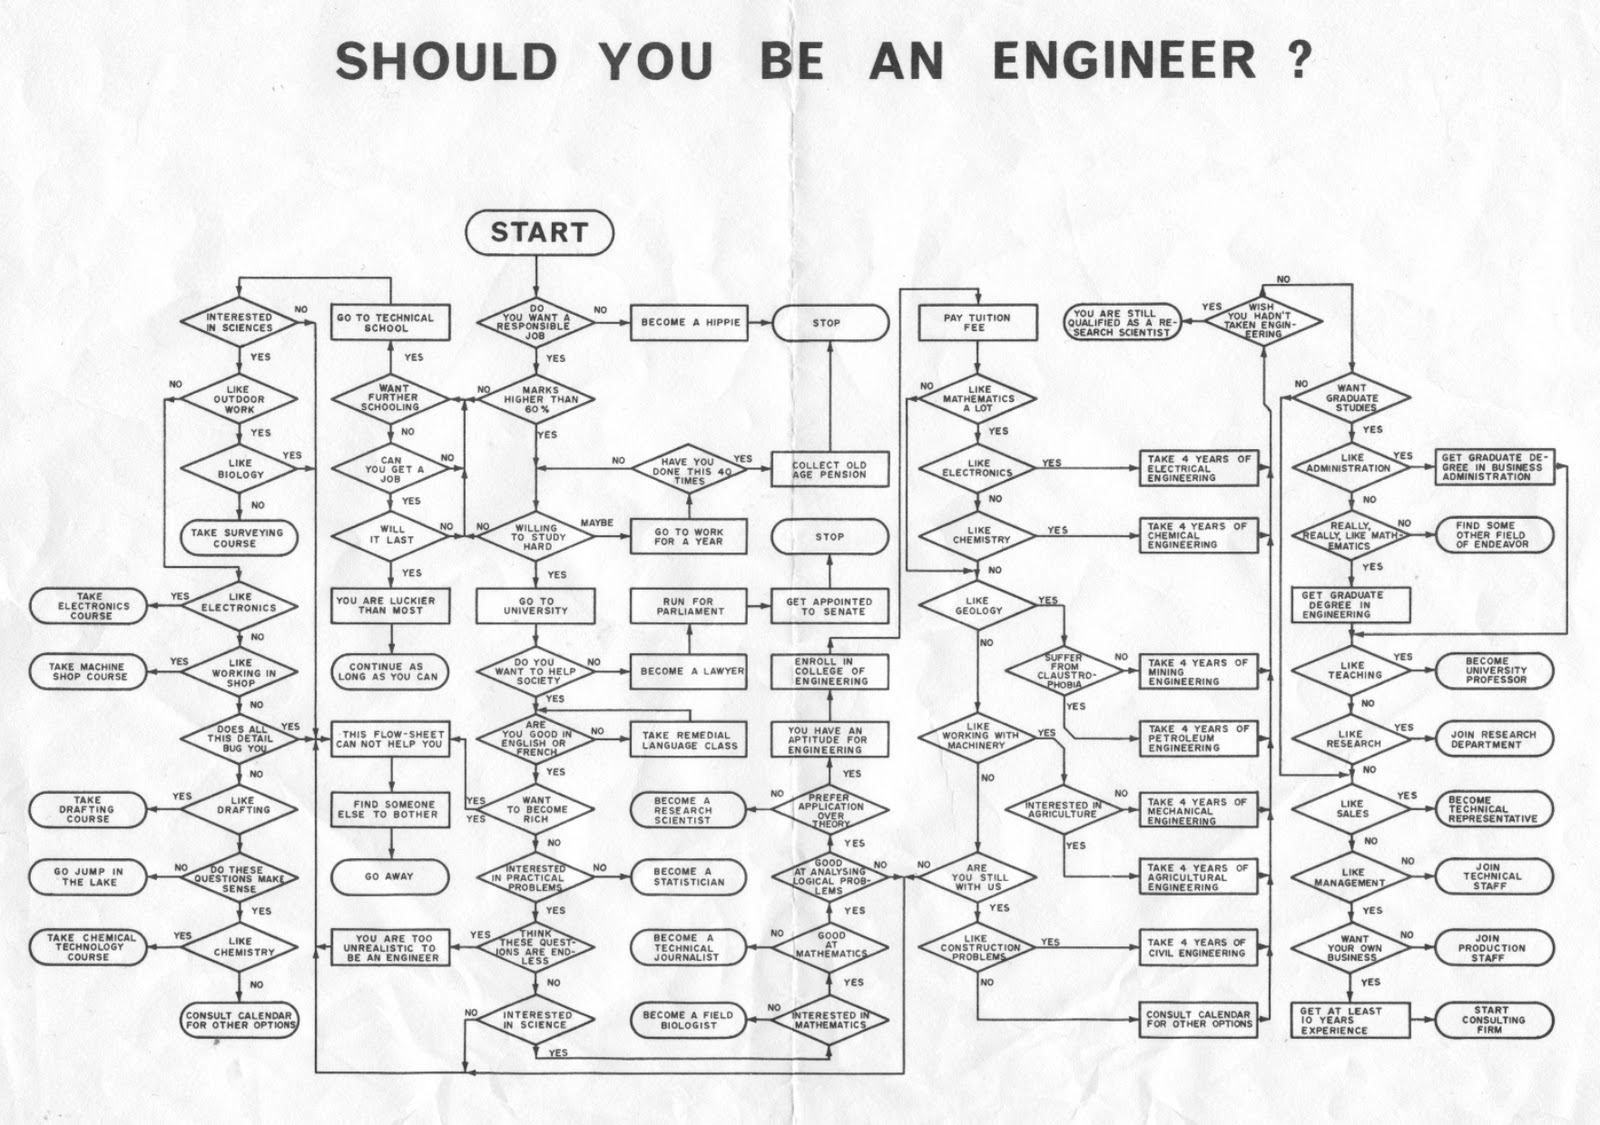 SHOULD YOU BE AN ENGINEER ?
START
DO
YOU WANT A
RESPONSIBLE
JOB
NO
BECOME A HIPPIE
STOP
YES
MARKS
HIGHER THAN
60%
NO
YES
WILLING
TO STUDY
HARD
NO
MAYBE
GO TO WORK
FOR A YEAR
HAVE YOU
DONE THIS 40
TIMES
NO
YES
COLLECT OLD
AGE PENSION
YES
GO TO
UNIVERSITY
DO YOU
WANT TO HELP
SOCIETY
NO
BECOME A LAWYER
RUN FOR
PARLIAMENT
GET APPOINTED
TO SENATE
STOP
YES
ARE
YOU GOOD IN
ENGLISH OR
FRENCH
NO
TAKE REMEDIAL
LANGUAGE CLASS
YES
WANT
TO BECOME
RICH
YES
YES
NO
INTERESTED
IN PRACTICAL
PROBLEMS
NO
BECOME A
STATISTICIAN
YES
THINK
THESE QUEST-
IONS ARE END-
LESS
YES
YOU ARE TOO
UNREALISTIC TO
BE AN ENGINEER
NO
INTERESTED
IN SCIENCE
NO
YES
INTERESTED IN
MATHEMATICS
NO
BECOME A FIELD
BIOLOGIST
YES
GOOD
AT
MATHEMATICS
NO
BECOME A
TECHNICAL
JOURNALIST
YES
GOOD
AT ANALYSING
LOGICAL PROB-
LEMS
NO
YES
PREFER
APPLICATION
OVER
THEORY
NO
BECOME A
RESEARCH
SCIENTIST
YES
YOU HAVE AN
APTITUDE FOR
ENGINEERING
ENROLL IN
COLLEGE OF
ENGINEERING
WANT
FURTHER
SCHOOLING
YES
GO TO TECHNICAL
SCHOOL
NO
CAN
YOU GET A
JOB
NO
YES
WILL
IT LAST
NO
YES
YOU ARE LUCKIER
THAN MOST
CONTINUE AS
LONG AS YOU CAN
THIS FLOW-SHEET
CAN NOT HELP YOU
FIND SOMEONE
ELSE TO BOTHER
GO AWAY
INTERESTED
IN SCIENCES
NO
YES
LIKE
OUTDOOR
WORK
NO
YES
LIKE
BIOLOGY
YES
NO
TAKE SURVEYING
COURSE
LIKE
ELECTRONICS
YES
TAKE
ELECTRONICS
COURSE
NO
LIKE
WORKING IN
SHOP
YES
TAKE MACHINE
SHOP COURSE
NO
DOES ALL
THIS DETAIL
BUG YOU
YES
NO
LIKE
DRAFTING
YES
TAKE
DRAFTING
COURSE
NO
DO THESE
QUESTIONS MAKE
SENSE
NO
GO JUMP IN
THE LAKE
YES
LIKE
CHEMISTRY
YES
TAKE CHEMICAL
TECHNOLOGY
COURSE
NO
CONSULT CALENDAR
FOR OTHER OPTIONS
PAY TUITION
FEE
LIKE
MATHEMATICS
A LOT
NO
YES
LIKE
ELECTRONICS
YES
TAKE 4 YEARS OF
ELECTRICAL
ENGINEERING
NO
LIKE
CHEMISTRY
YES
TAKE 4 YEARS OF
CHEMICAL
ENGINEERING
NO
LIKE
GEOLOGY
YES
NO
SUFFER
FROM
CLAUSTRO-
PHOBIA
NO
TAKE 4 YEARS OF
MINING
ENGINEERING
YES
TAKE 4 YEARS OF
PETROLEUM
ENGINEERING
LIKE
WORKING WITH
MACHINERY
YES
NO
INTERESTED IN
AGRICULTURE
NO
TAKE 4 YEARS OF
MECHANICAL
ENGINEERING
YES
TAKE 4 YEARS OF
AGRICULTURAL
ENGINEERING
ARE
YOU STILL
WITH US
NO
YES
LIKE
CONSTRUCTION
PROBLEMS
YES
TAKE 4 YEARS OF
CIVIL ENGINEERING
NO
CONSULT CALENDAR
FOR OTHER OPTIONS
WISH
YOU HADN'T
TAKEN ENGIN-
EERING
YES
YOU ARE STILL
QUALIFIED AS A RE-
SEARCH SCIENTIST
NO
WANT
GRADUATE
STUDIES
NO
YES
LIKE
ADMINISTRATION
YES
GET GRADUATE DE-
GREE IN BUSINESS
ADMINISTRATION
NO
REALLY,
REALLY, LIKE MATH-
EMATICS
NO
FIND SOME
OTHER FIELD
OF ENDEAVOR
YES
GET GRADUATE
DEGREE IN
ENGINEERING
LIKE
TEACHING
YES
BECOME
UNIVERSITY
PROFESSOR
NO
LIKE
RESEARCH
YES
JOIN RESEARCH
DEPARTMENT
NO
LIKE
SALES
YES
BECOME
TECHNICAL
REPRESENTATIVE
NO
LIKE
MANAGEMENT
NO
JOIN
TECHNICAL
STAFF
YES
WANT
YOUR OWN
BUSINESS
NO
JOIN
PRODUCTION
STAFF
YES
GET AT LEAST
10 YEARS
EXPERIENCE
START
CONSULTING
FIRM